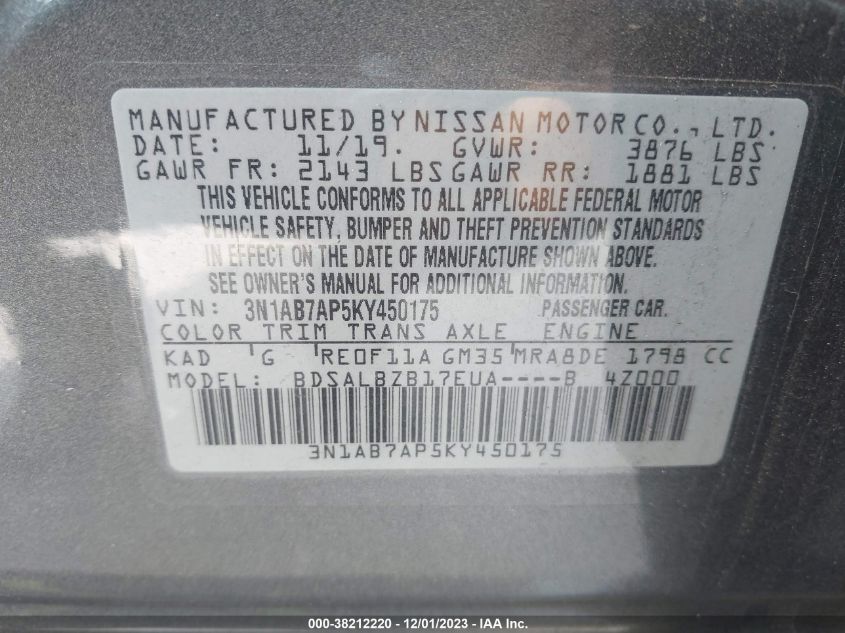 MANUFACTURED BY NISSAN MOTOR CO., LTD.
DATE: 11/19. GVWR: 3876 LBS
GAWR FR: 2143 LBS GAWR RR: 1881 LBS
THIS VEHICLE CONFORMS TO ALL APPLICABLE FEDERAL MOTOR
VEHICLE SAFETY, BUMPER AND THEFT PREVENTION STANDARDS
IN EFFECT ON THE DATE OF MANUFACTURE SHOWN ABOVE.
SEE OWNER'S MANUAL FOR ADDITIONAL INFORMATION.
VIN: 3N1AB7AP5KY450175 PASSENGER CAR.
COLOR TRIM TRANS AXLE ENGINE
KAD G RE0F11A GM35 MRA8DE 1798 CC
MODEL: BDSALBZB17EUA----B 4Z000
3N1AB7AP5KY450175
000-38212220 - 12/01/2023 - IAA Inc.